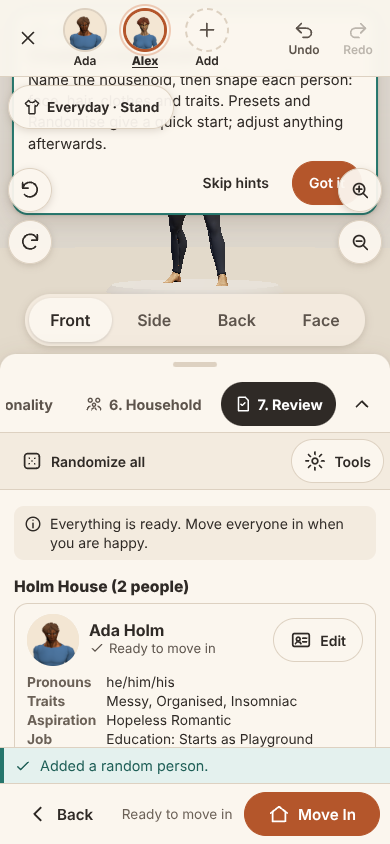 Ada
Alex
Add
Undo
Redo
Name the household, then shape each person:
Everyday · Stand
nd traits. Presets and
Randomise give a quick start; adjust anything
afterwards.
Skip hints
Got i
Front
Side
Back
Face
onality
6. Household
7. Review
Randomize all
Tools
Everything is ready. Move everyone in when
you are happy.
Holm House (2 people)
Ada Holm
Ready to move in
Edit
Pronouns he/him/his
Traits Messy, Organised, Insomniac
Aspiration Hopeless Romantic
Job Education: Starts as Playground
Added a random person.
Back
Ready to move in
Move In